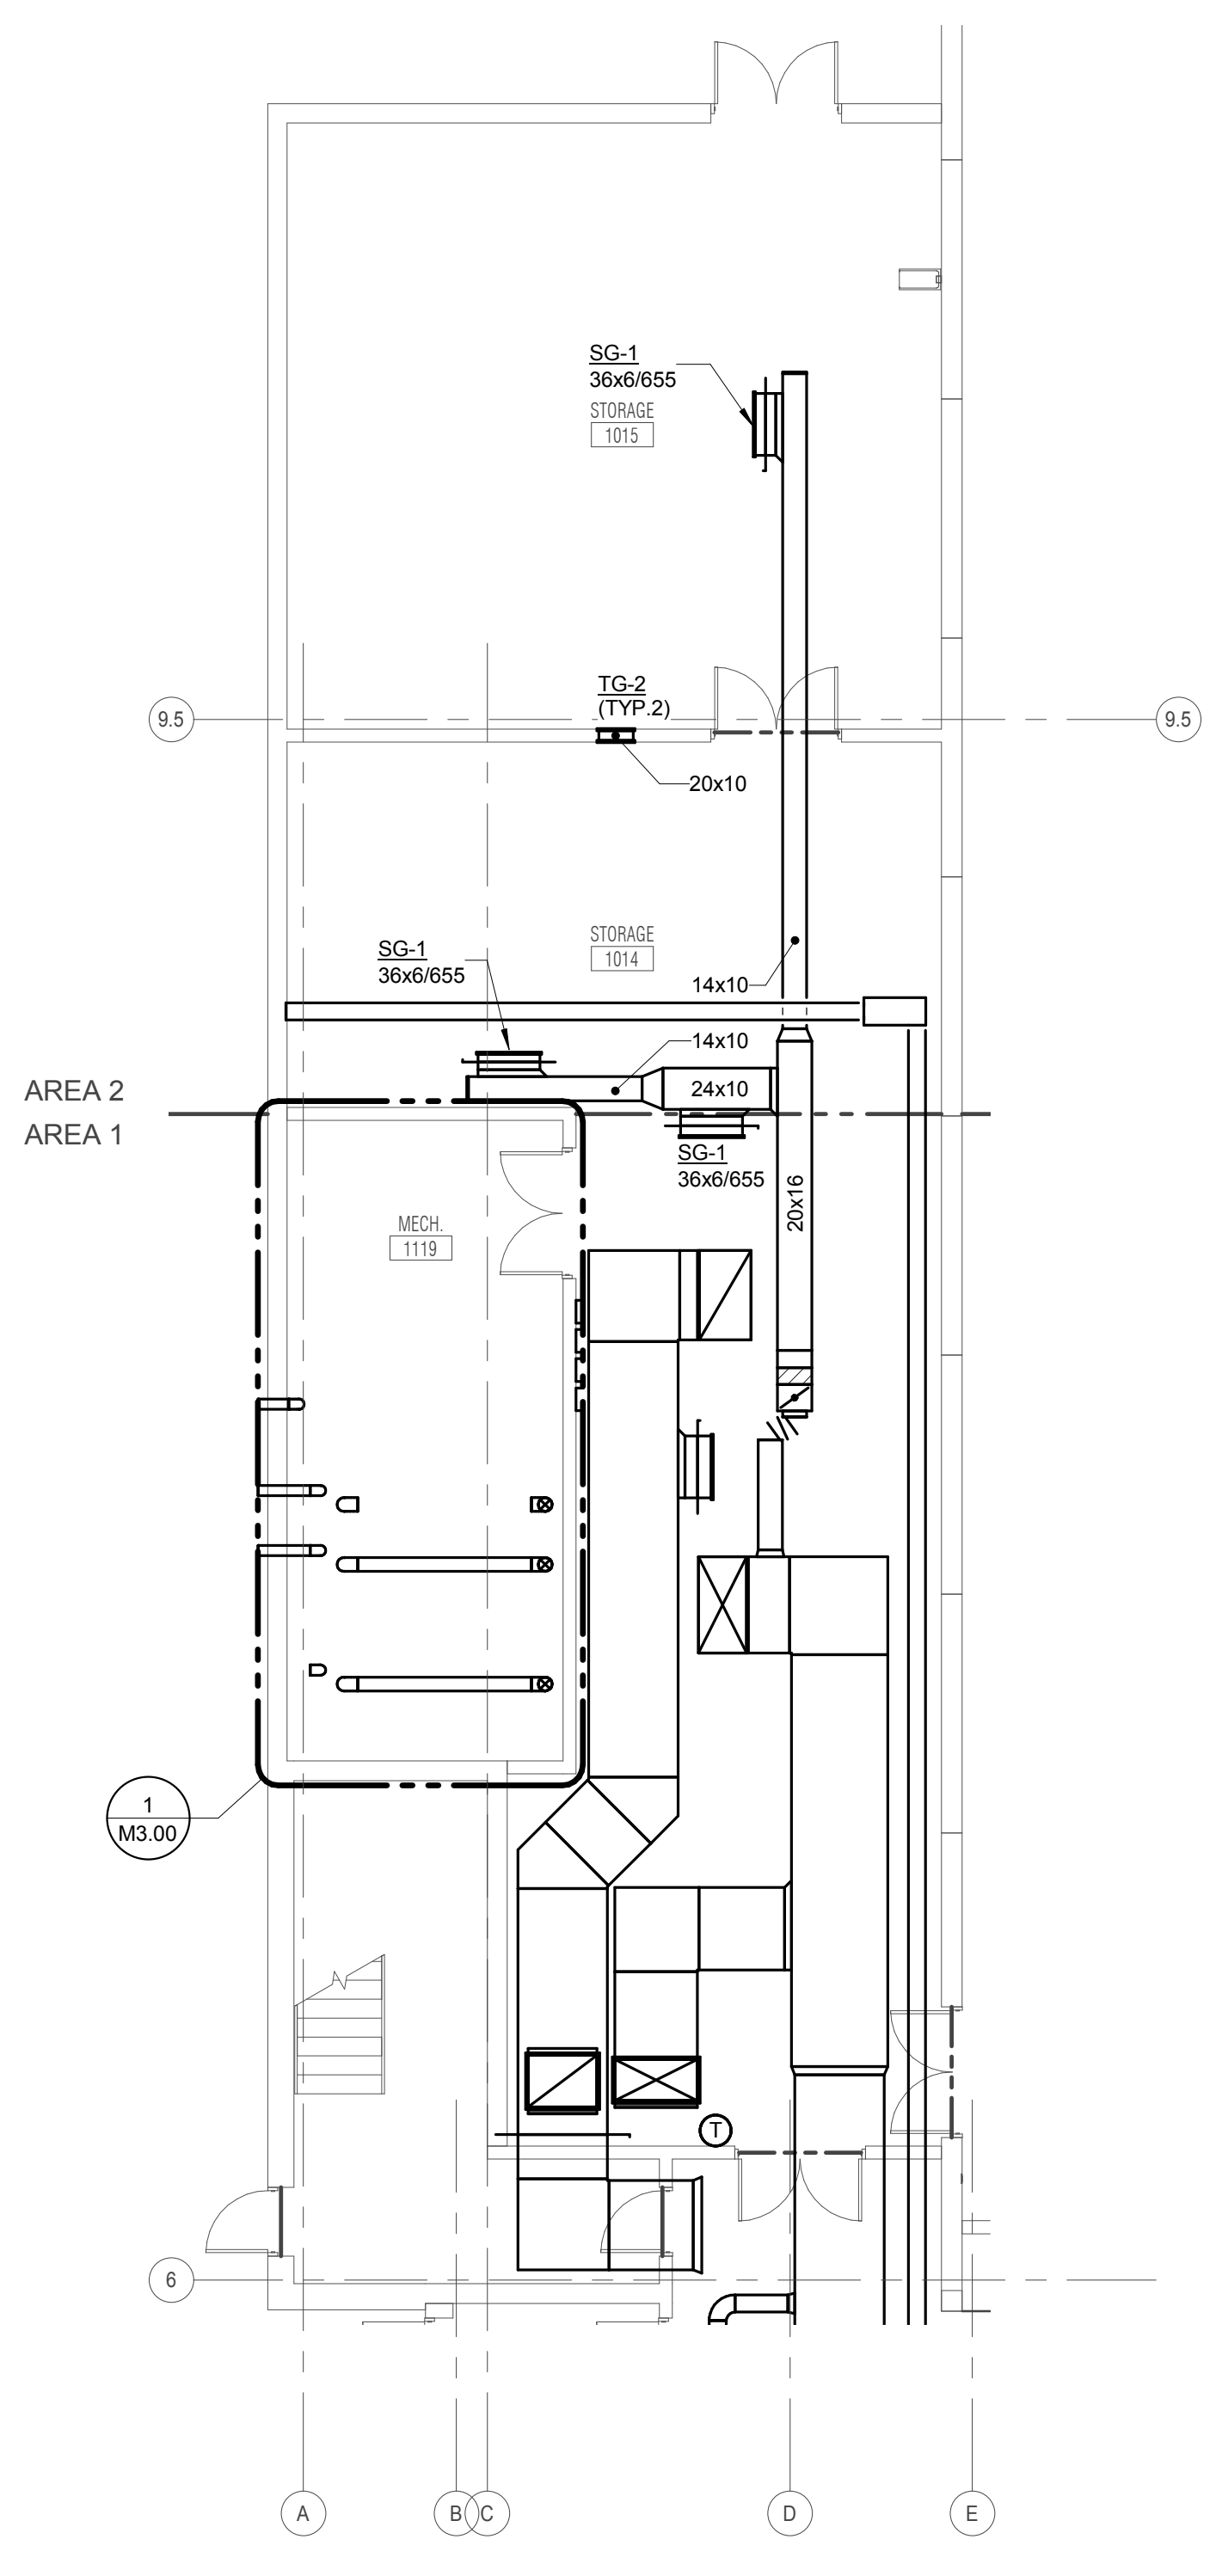 SG-1
36x6/655
STORAGE
1015
TG-2
(TYP.2)
9.5
9.5
20x10
STORAGE
1014
SG-1
36x6/655
14x10
14x10
24x10
AREA 2
AREA 1
SG-1
36x6/655
20x16
MECH.
1119
1
M3.00
T
6
A
B
C
D
E